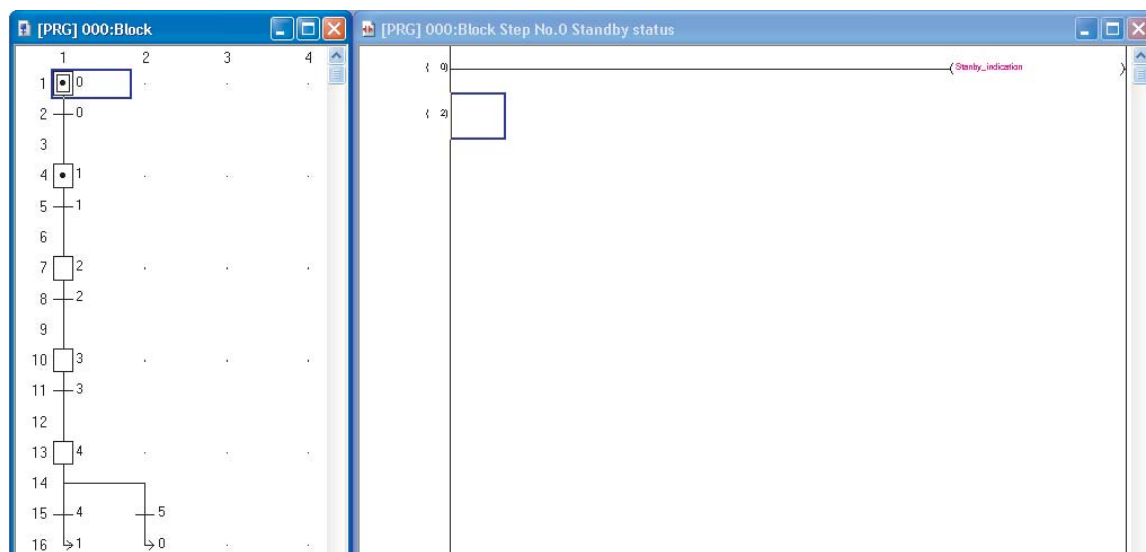 [PRG] 000:Block
1 2 3 4
1 0
2 0
3
4 1
5 1
6
7 2
8 2
9
10 3
11 3
12
13 4
14
15 4 5
16 1 0
[PRG] 000:Block Step No.0 Standby status
( 0) Stanby_indication
( 2)